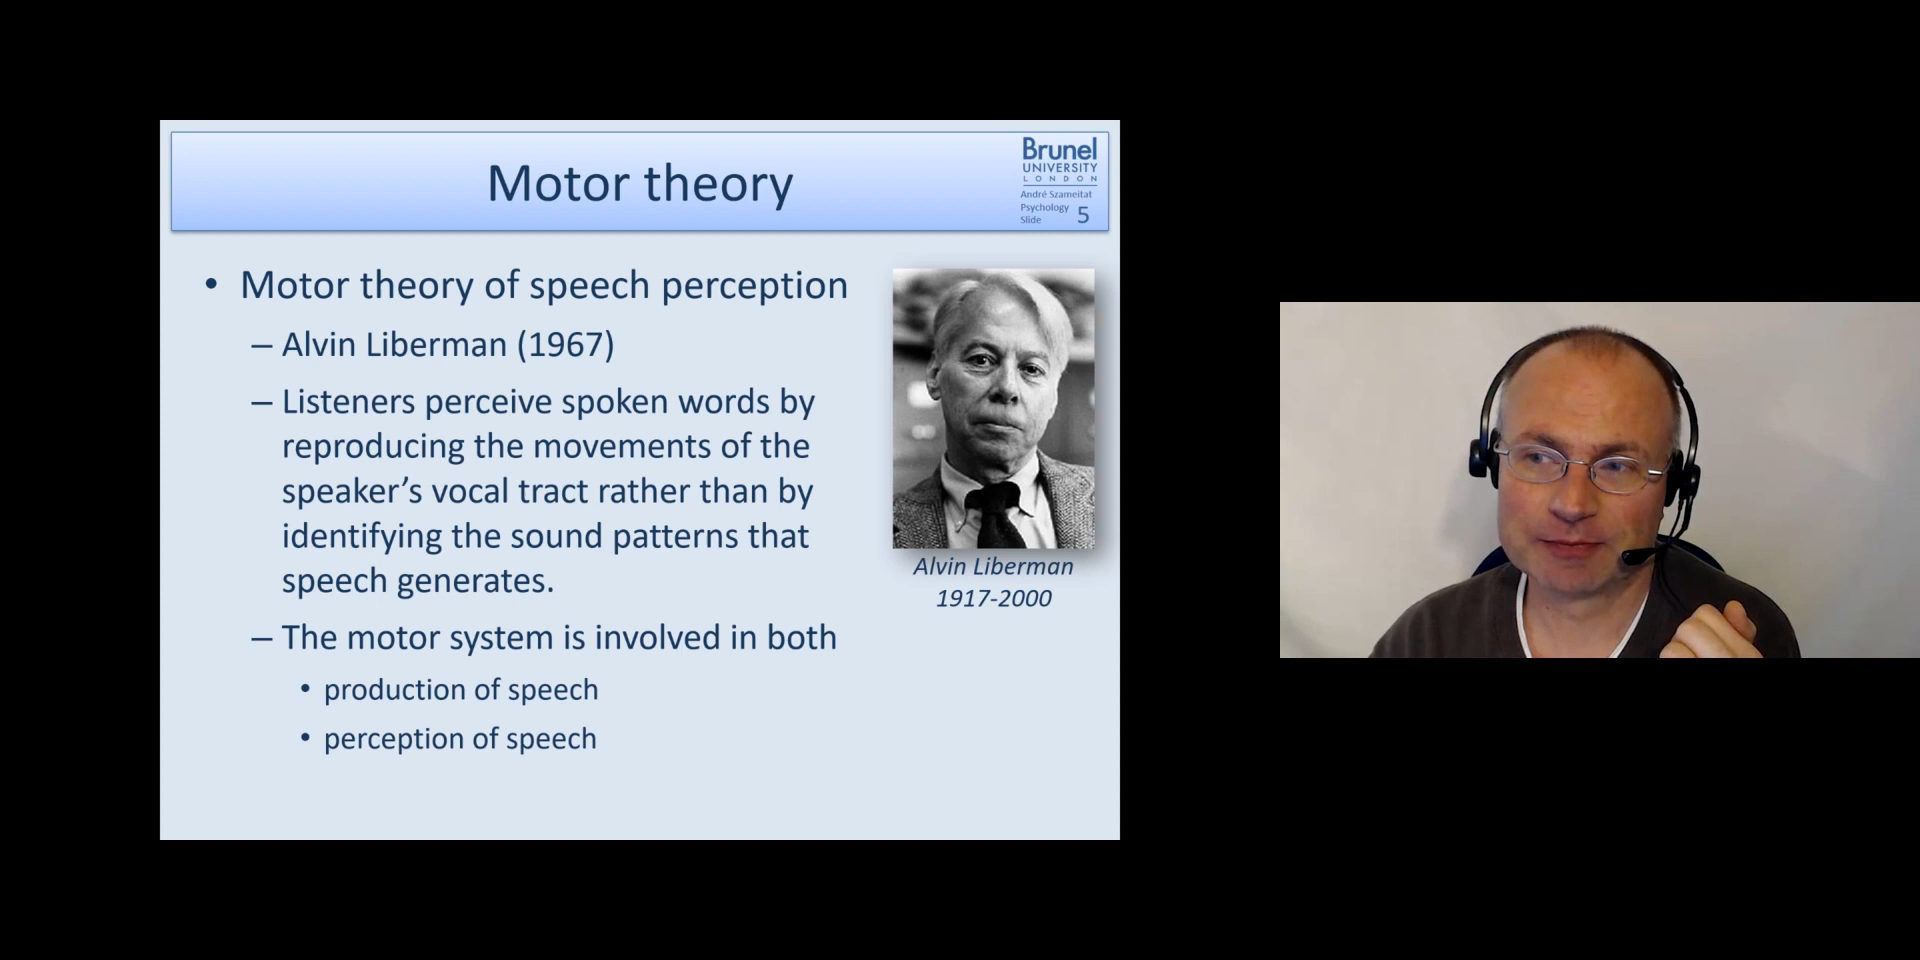 Motor theory
Brunel
UNIVERSITY
LONDON
André Szameitat
Psychology
Slide 5
• Motor theory of speech perception
– Alvin Liberman (1967)
– Listeners perceive spoken words by
reproducing the movements of the
speaker’s vocal tract rather than by
identifying the sound patterns that
speech generates.
– The motor system is involved in both
• production of speech
• perception of speech
Alvin Liberman
1917-2000